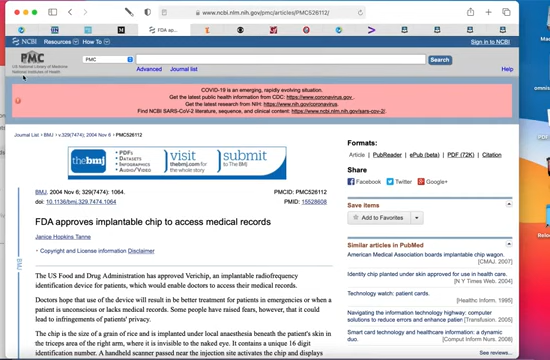 www.ncbi.nlm.nih.gov/pmc/articles/PMC526112/
FDA ap...
NCBI Resources How To Sign in to NCBI
PMC
US National Library of Medicine
National Institutes of Health
PMC
Search
Advanced Journal list
Help
COVID-19 is an emerging, rapidly evolving situation.
Get the latest public health information from CDC: https://www.coronavirus.gov .
Get the latest research from NIH: https://www.nih.gov/coronavirus.
Find NCBI SARS-CoV-2 literature, sequence, and clinical content: https://www.ncbi.nlm.nih.gov/sars-cov-2/.
Journal List > BMJ > v.329(7474); 2004 Nov 6 > PMC526112
thebmj
• PDFs
• DATASETS
• INFOGRAPHICS
• AUDIO/VIDEO
visit
thebmj.com
for the whole story
submit
to The BMJ
BMJ. 2004 Nov 6; 329(7474): 1064.
doi: 10.1136/bmj.329.7474.1064
PMCID: PMC526112
PMID: 15528608
FDA approves implantable chip to access medical records
Janice Hopkins Tanne
Copyright and License information Disclaimer
BMJ
The US Food and Drug Administration has approved Verichip, an implantable radiofrequency
identification device for patients, which would enable doctors to access their medical records.
Doctors hope that use of the device will result in better treatment for patients in emergencies or when a
patient is unconscious or lacks medical records. Some people have raised fears, however, that it could
lead to infringements of patients' privacy.
The chip is the size of a grain of rice and is implanted under local anaesthesia beneath the patient's skin in
the triceps area of the right arm, where it is invisible to the naked eye. It contains a unique 16 digit
identification number. A handheld scanner passed near the injection site activates the chip and displays
Formats:
Article | PubReader | ePub (beta) | PDF (72K) | Citation
Share
Facebook Twitter Google+
Save items
Add to Favorites
Similar articles in PubMed
American Medical Association boards implantable chip wagon.
[CMAJ. 2007]
Identity chip planted under skin approved for use in health care.
[N Y Times Web. 2004]
Technology watch: patient cards.
[Healthc Inform. 1995]
Navigating the information technology highway: computer
solutions to reduce errors and enhance
[Transfusion. 2005]
Smart card technology and healthcare information: a dynamic
duo.
[Comput Inform Nurs.]
See reviews...